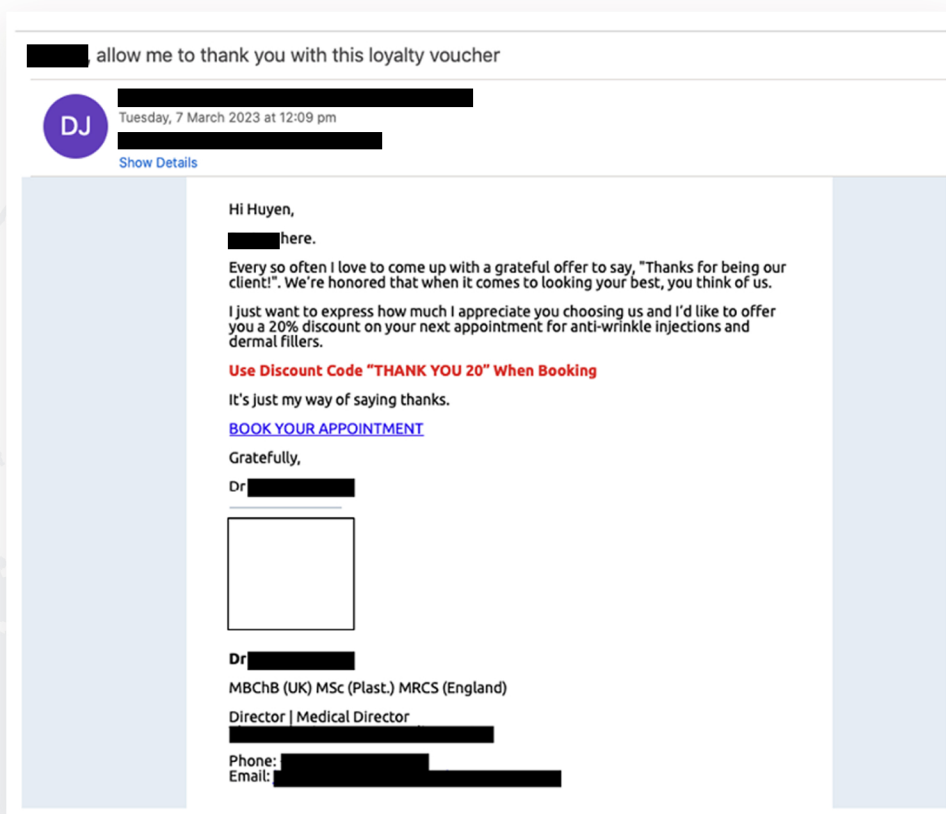 , allow me to thank you with this loyalty voucher
DJ
Tuesday, 7 March 2023 at 12:09 pm
Show Details
Hi Huyen,
here.
Every so often I love to come up with a grateful offer to say, "Thanks for being our
client!". We're honored that when it comes to looking your best, you think of us.
I just want to express how much I appreciate you choosing us and I'd like to offer
you a 20% discount on your next appointment for anti-wrinkle injections and
dermal fillers.
Use Discount Code “THANK YOU 20” When Booking
It's just my way of saying thanks.
BOOK YOUR APPOINTMENT
Gratefully,
Dr
Dr
MBChB (UK) MSc (Plast.) MRCS (England)
Director | Medical Director
Phone:
Email: